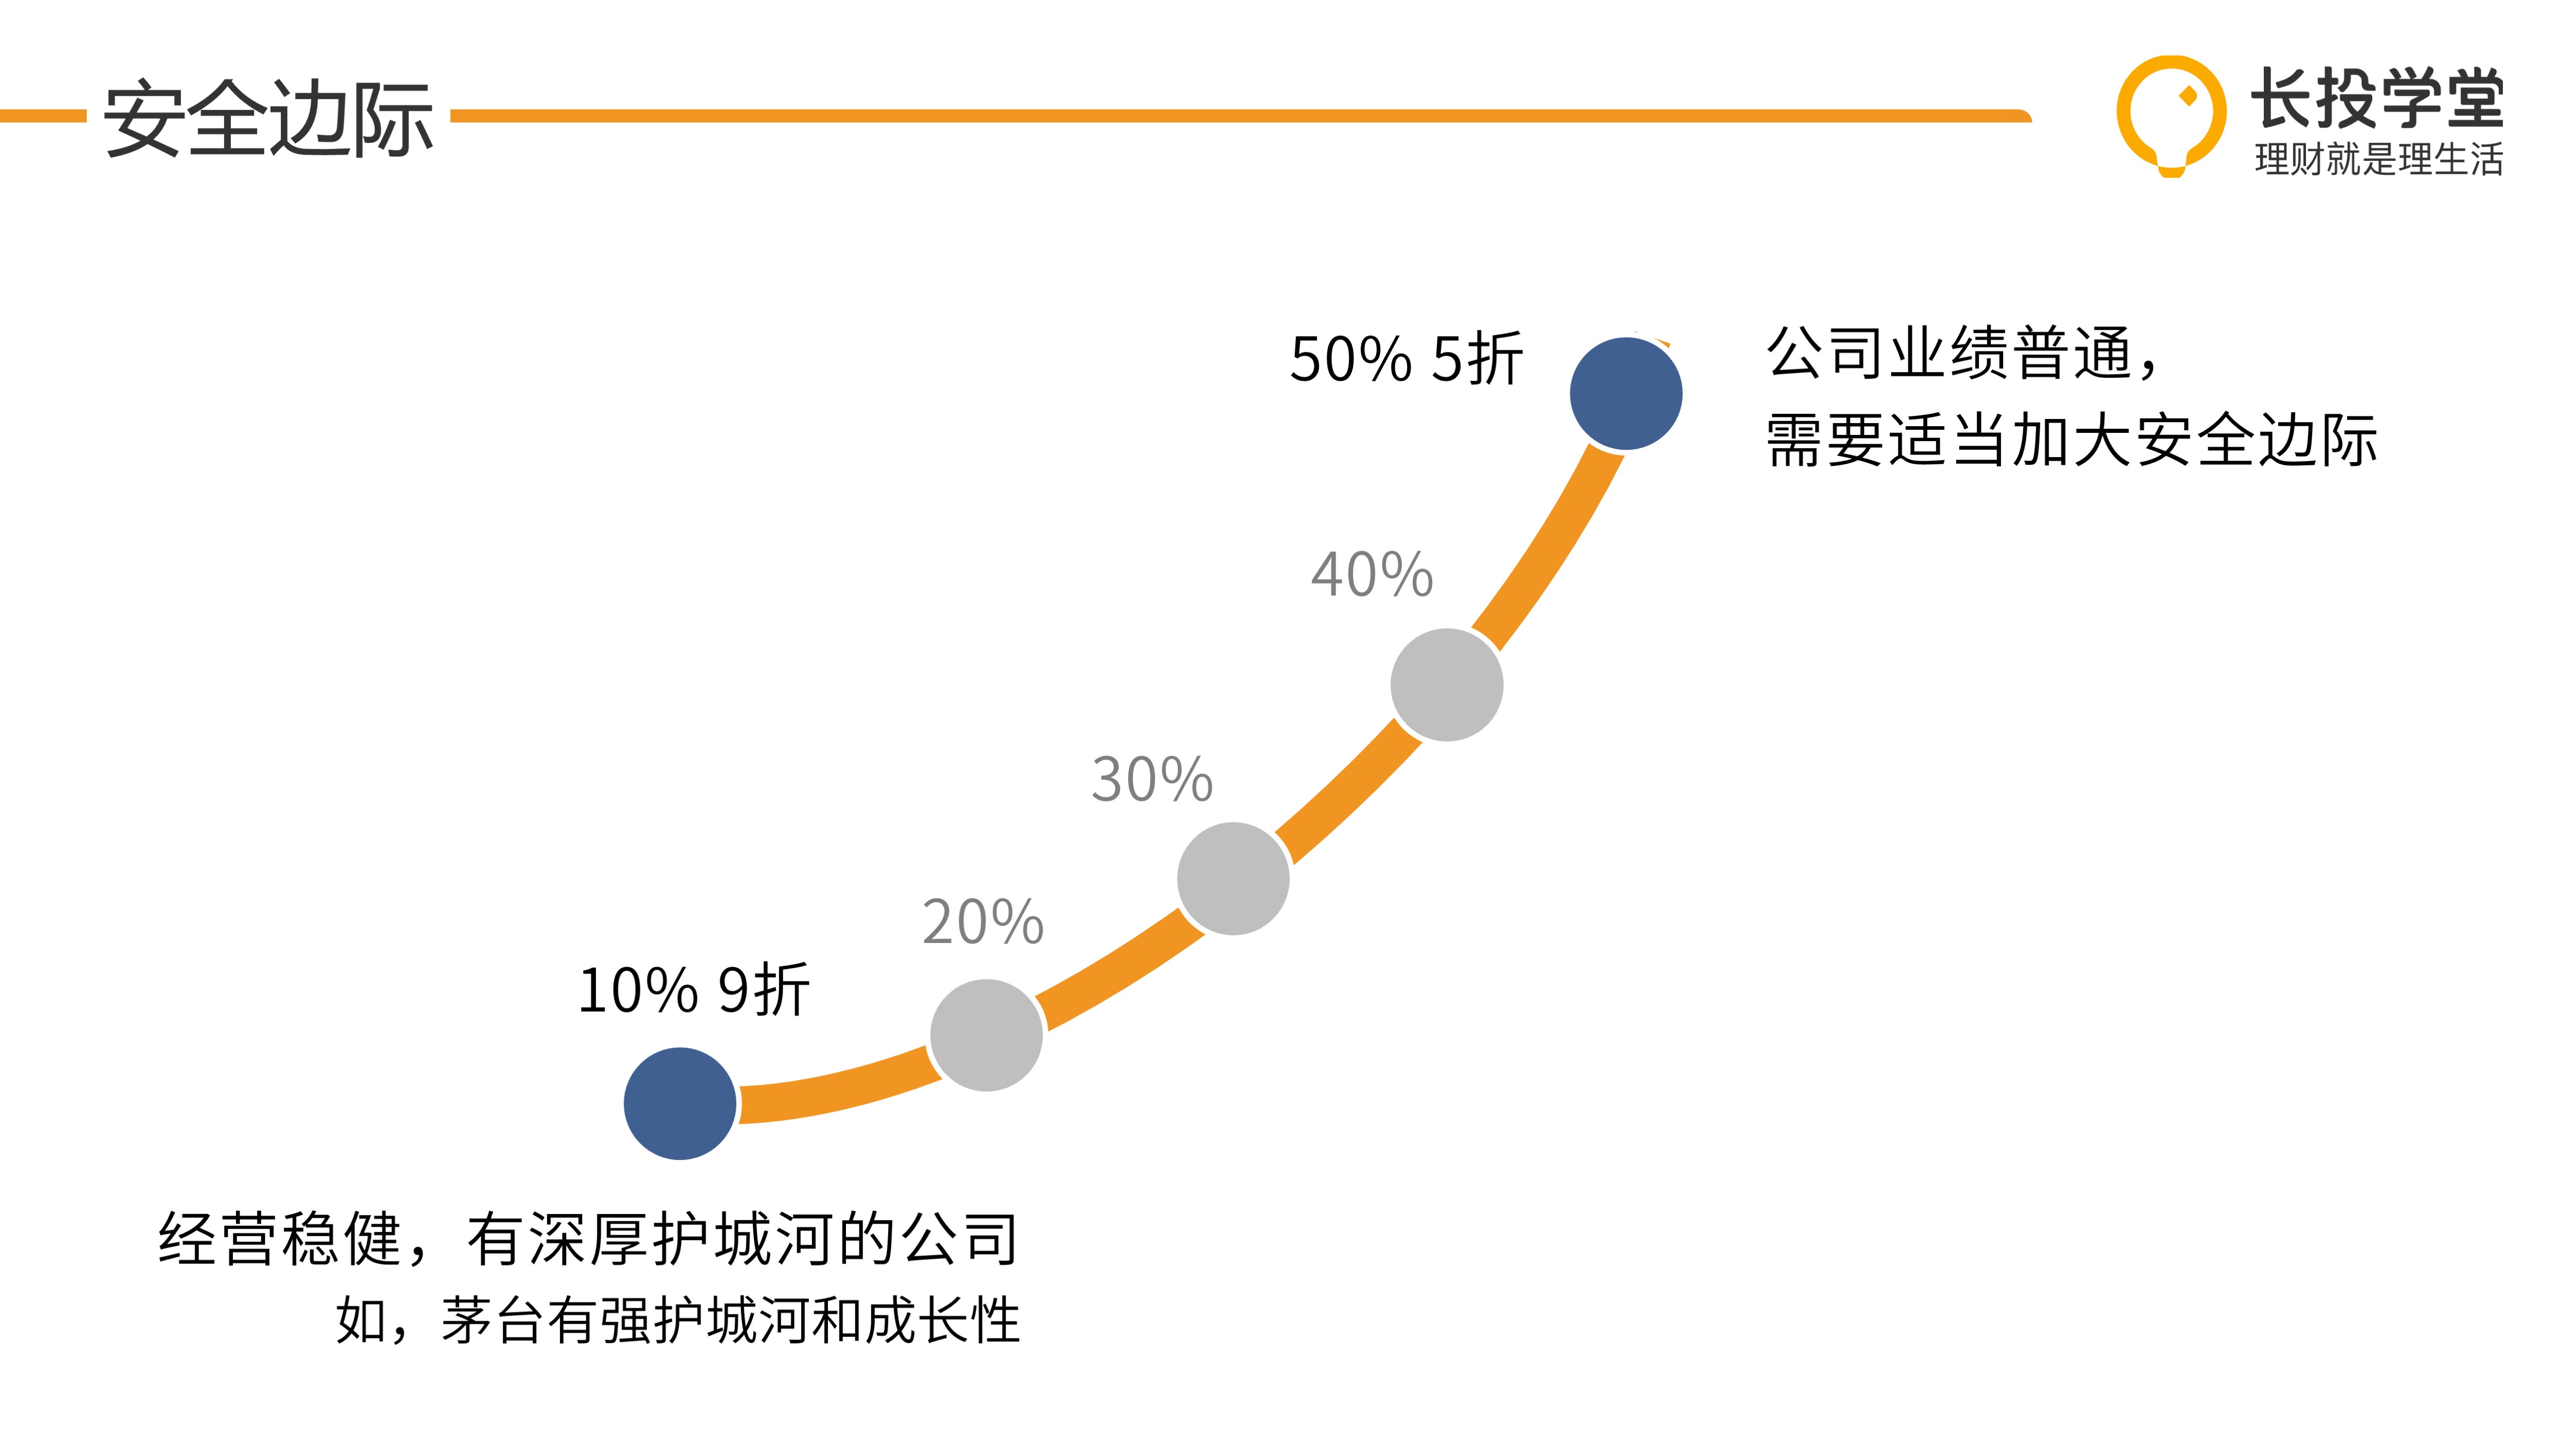 安全边际
长投学堂
理财就是理生活
50% 5折
公司业绩普通，
需要适当加大安全边际
40%
30%
20%
10% 9折
经营稳健，有深厚护城河的公司
如，茅台有强护城河和成长性